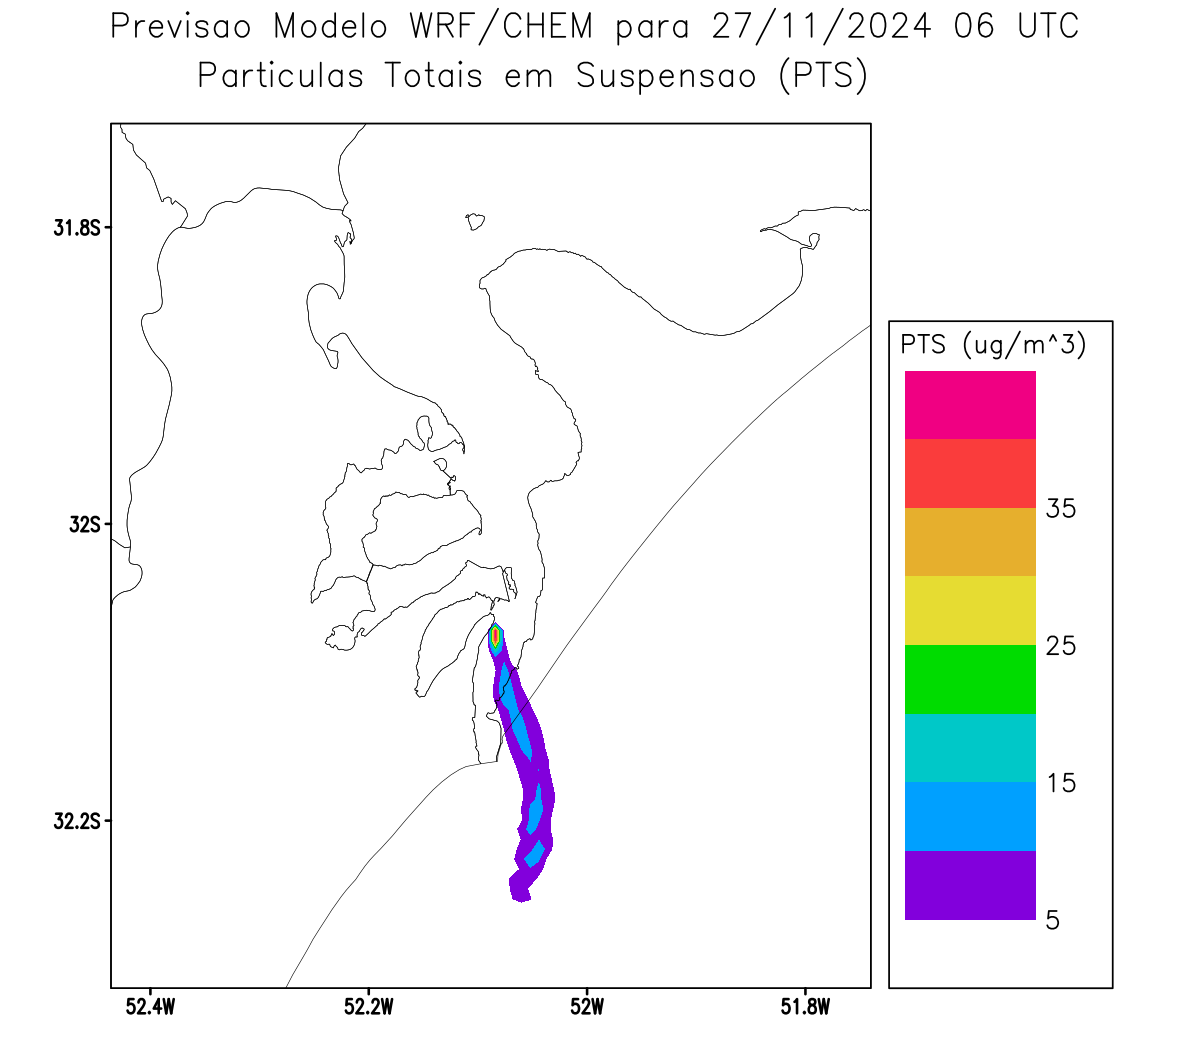 Previsao Modelo WRF/CHEM para 27/11/2024 06 UTC
Particulas Totais em Suspensao (PTS)
31.8S
32S
32.2S
52.4W
52.2W
52W
51.8W
PTS (ug/m^3)
35
25
15
5